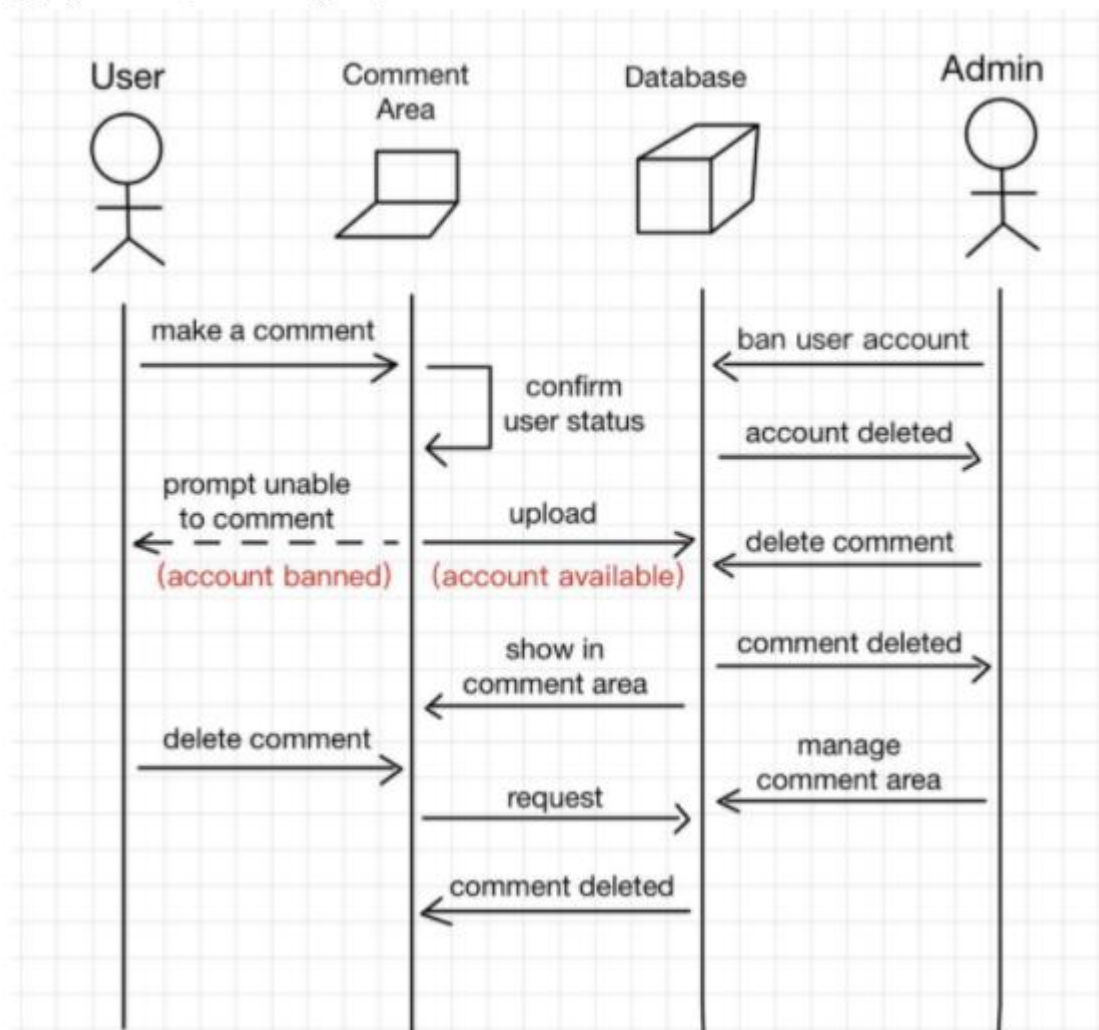 User
Comment
Area
Database
Admin
make a comment
ban user account
confirm
user status
account deleted
prompt unable
to comment
upload
delete comment
(account banned)
(account available)
comment deleted
show in
comment area
delete comment
manage
comment area
request
comment deleted